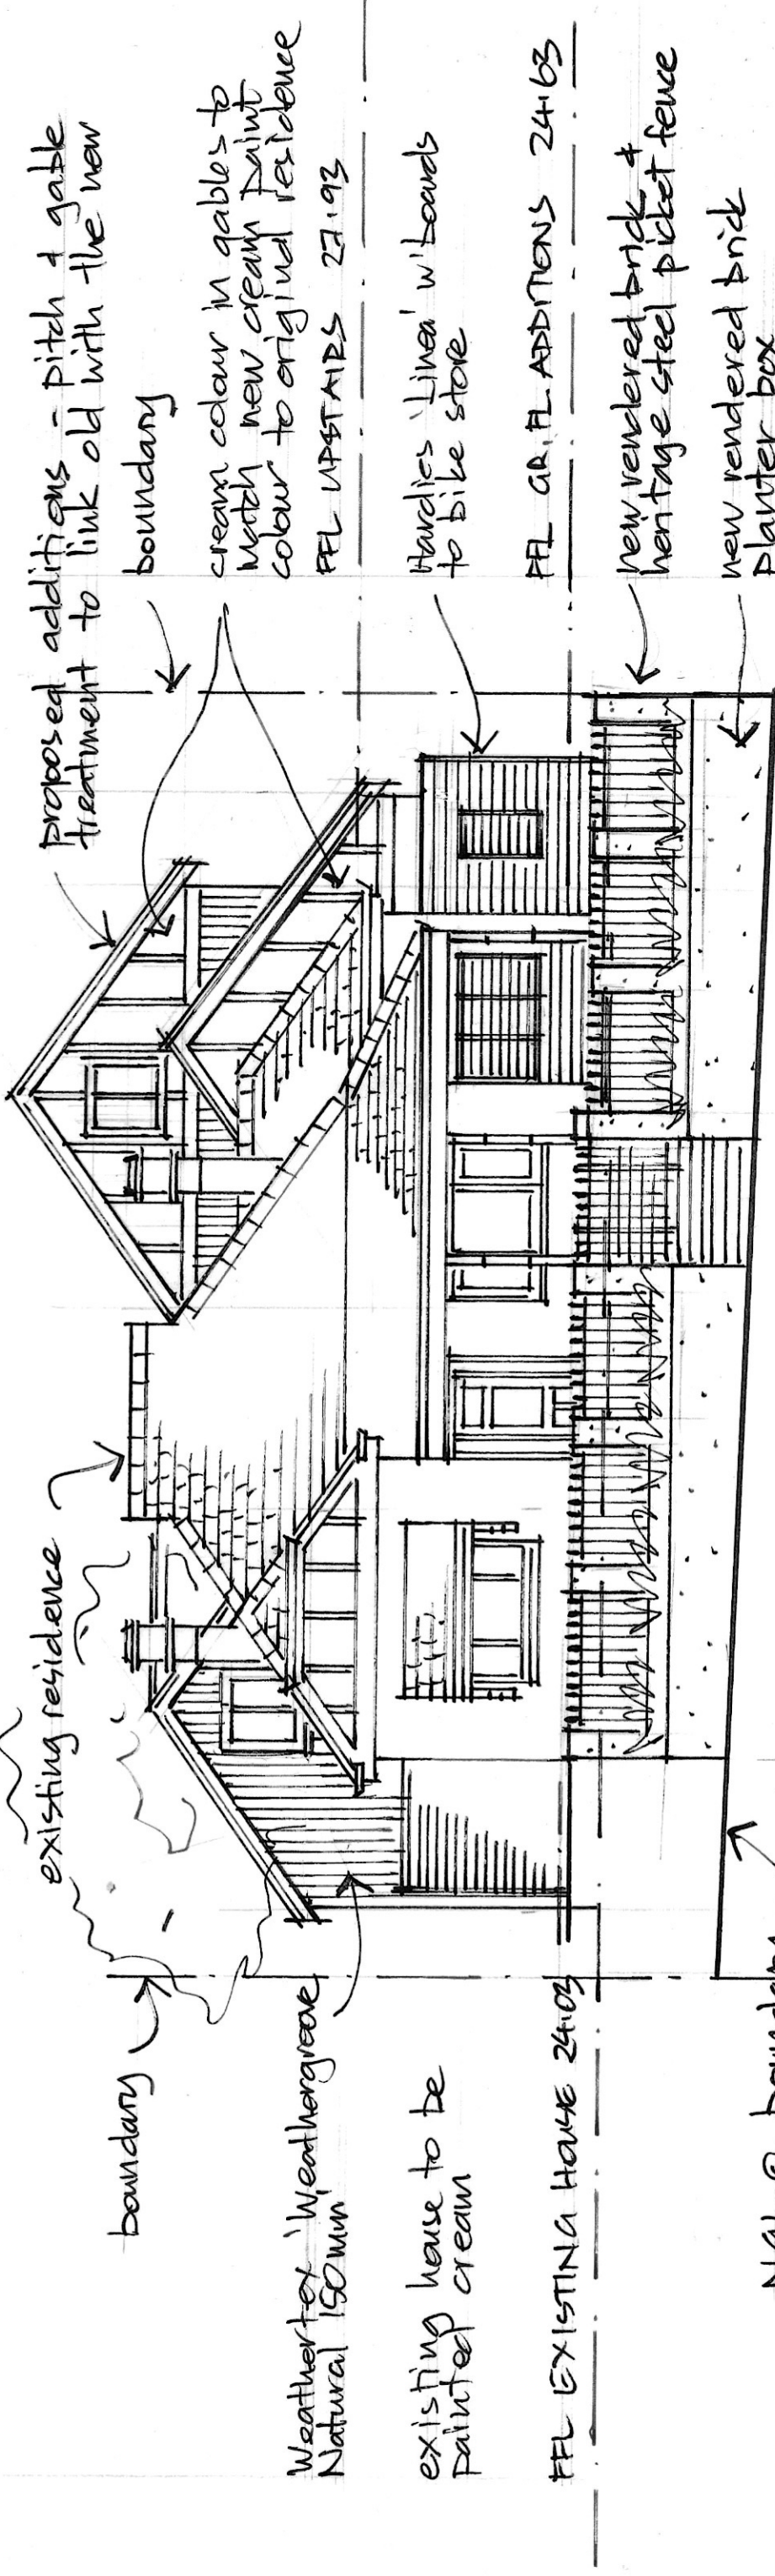 existing residence
proposed additions - pitch & gable
treatment to link old with the new
boundary
boundary
cream colour in gables to
match new cream paint
colour to original residence
FFL UPSTAIRS 27.93
Weathertex 'Weathergroove
Natural 150mm'
Hardies 'Linea' w'boards
to bike store
existing house to be
painted cream
FFL GR. FL ADDITIONS 24.63
FFL EXISTING HOUSE 24.03
new rendered brick &
heritage steel picket fence
new rendered brick
planter box
NGL @ boundary